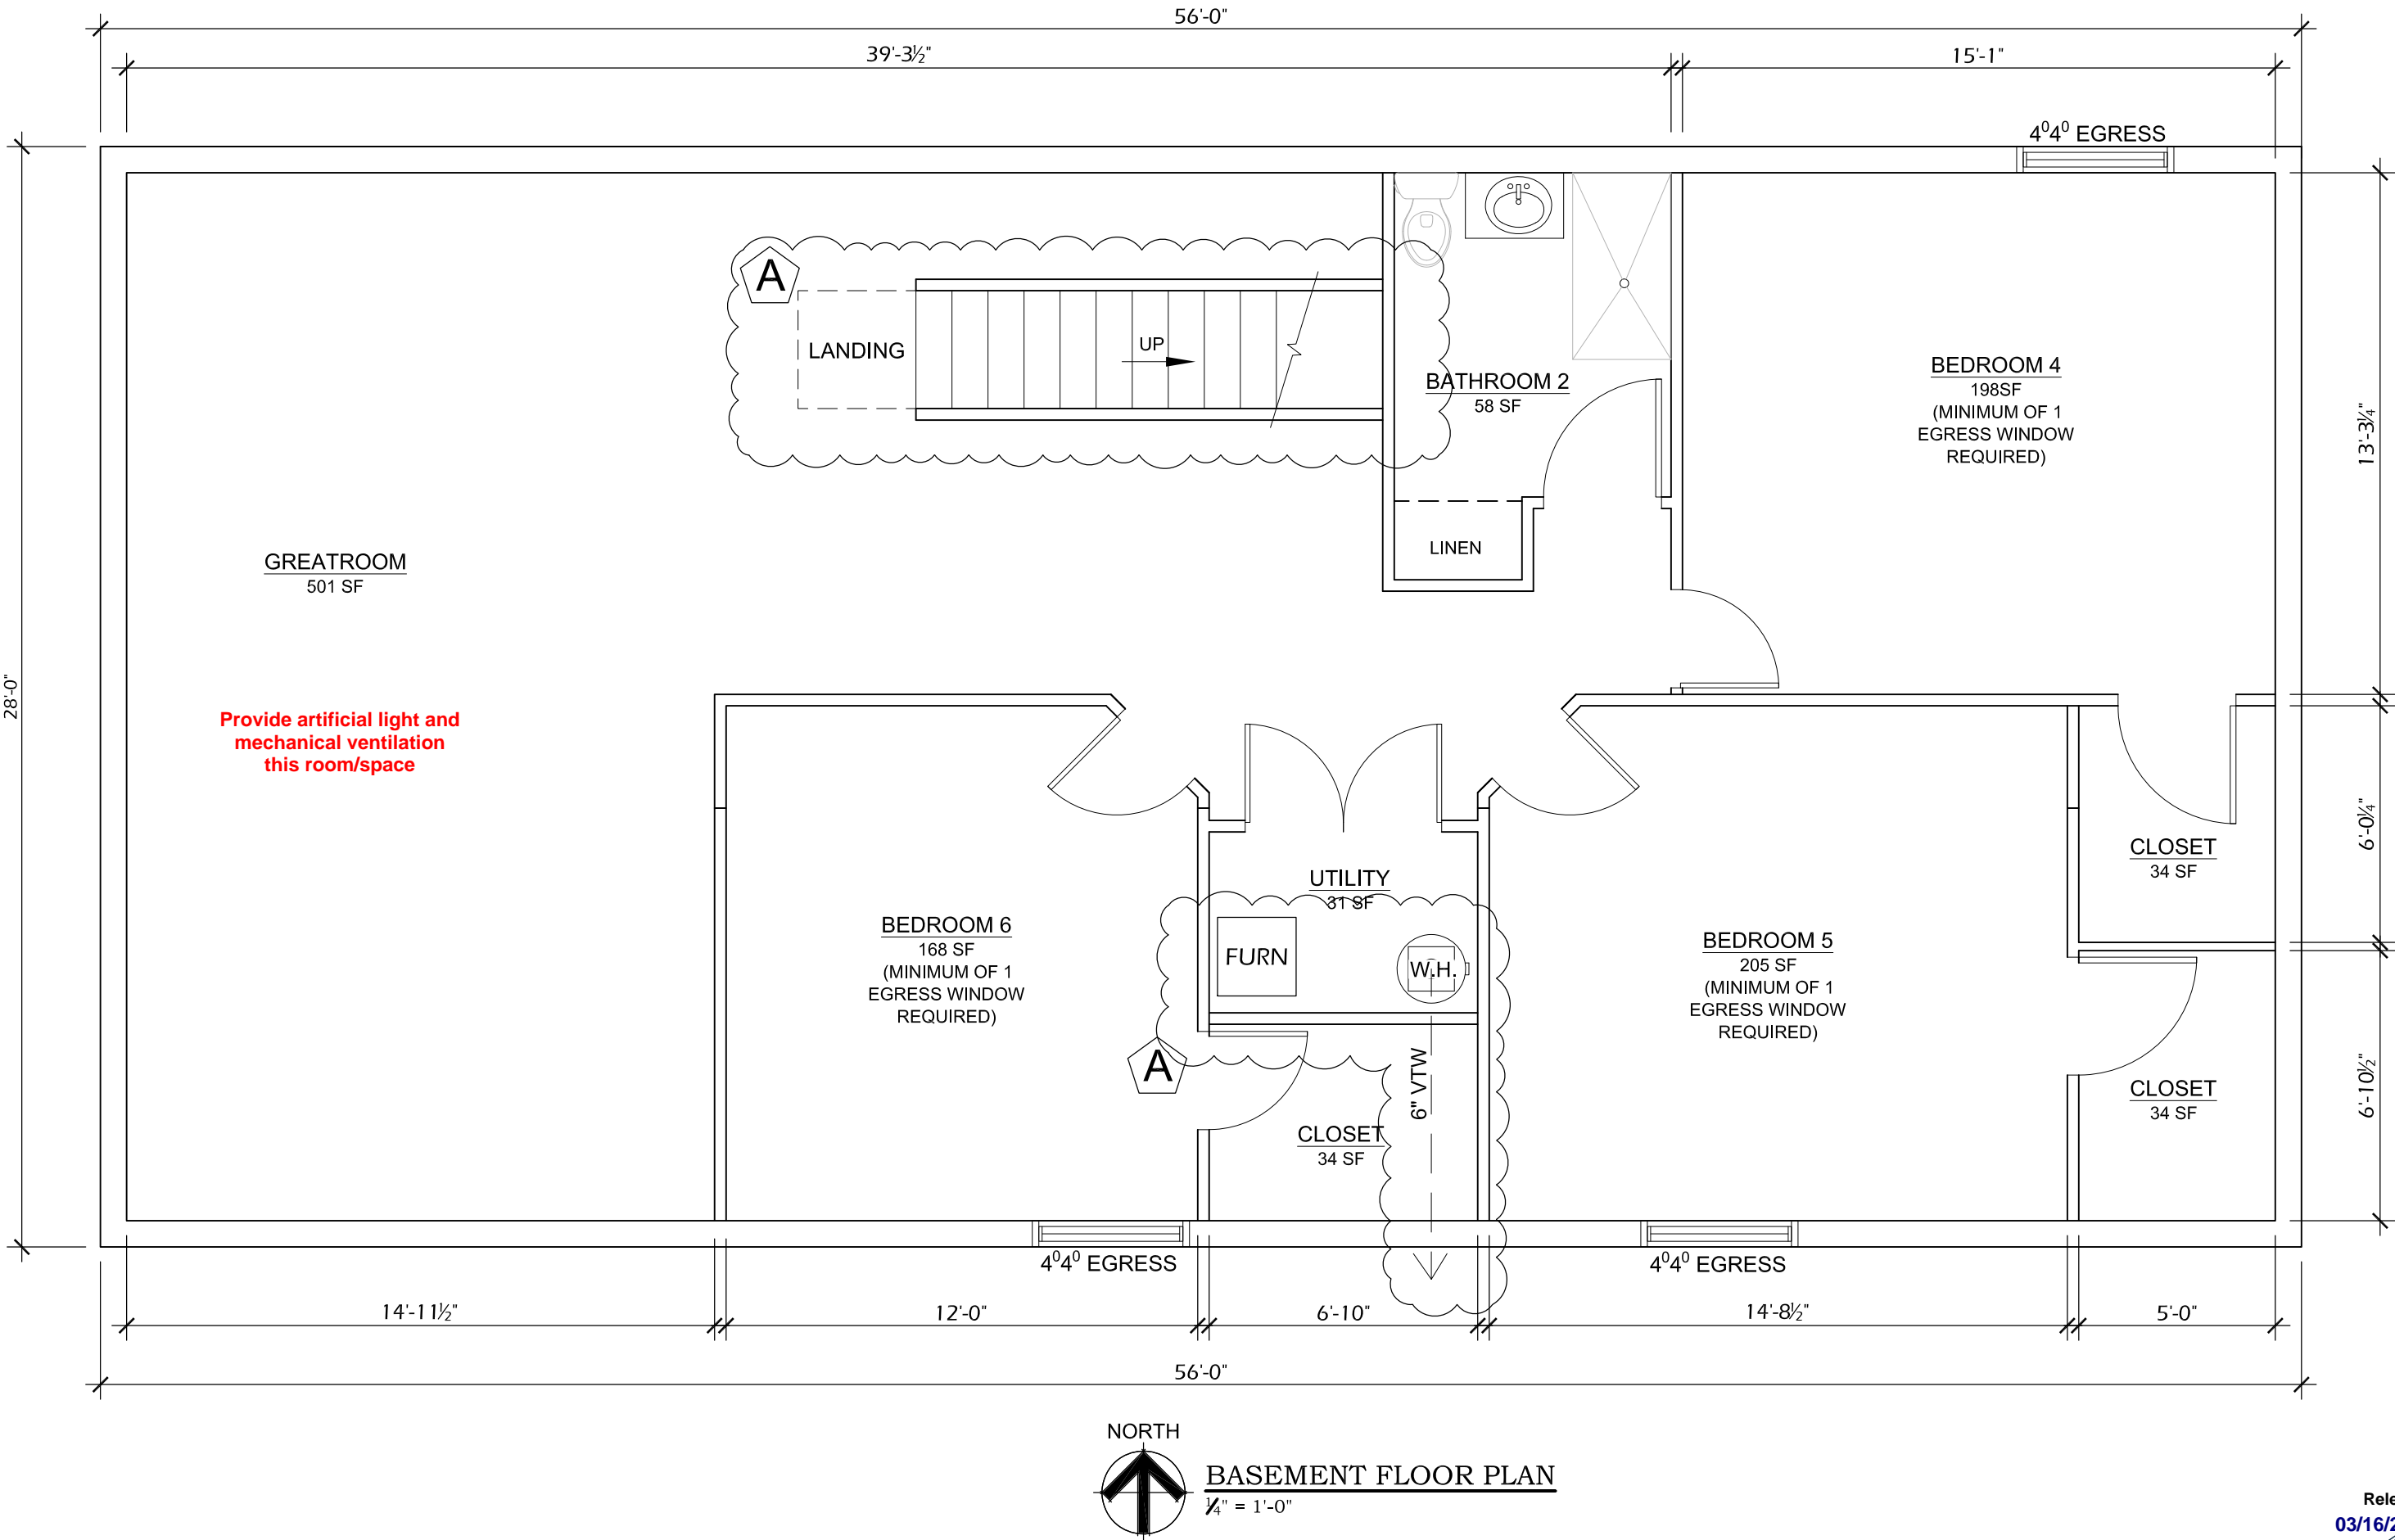 56'-0"
39'-3½"
15'-1"
4⁰4⁰ EGRESS
A
LANDING
UP
BATHROOM 2
58 SF
BEDROOM 4
198SF
(MINIMUM OF 1
EGRESS WINDOW
REQUIRED)
13'-3¼"
LINEN
GREATROOM
501 SF
28'-0"
Provide artificial light and
mechanical ventilation
this room/space
6'-0¼"
CLOSET
34 SF
UTILITY
31 SF
BEDROOM 6
168 SF
(MINIMUM OF 1
EGRESS WINDOW
REQUIRED)
FURN
W.H.
BEDROOM 5
205 SF
(MINIMUM OF 1
EGRESS WINDOW
REQUIRED)
A
6" VTW
CLOSET
34 SF
CLOSET
34 SF
6'-10½"
4⁰4⁰ EGRESS
4⁰4⁰ EGRESS
14'-11½"
12'-0"
6'-10"
14'-8½"
5'-0"
56'-0"
NORTH
BASEMENT FLOOR PLAN
¼" = 1'-0"
Rele
03/16/2